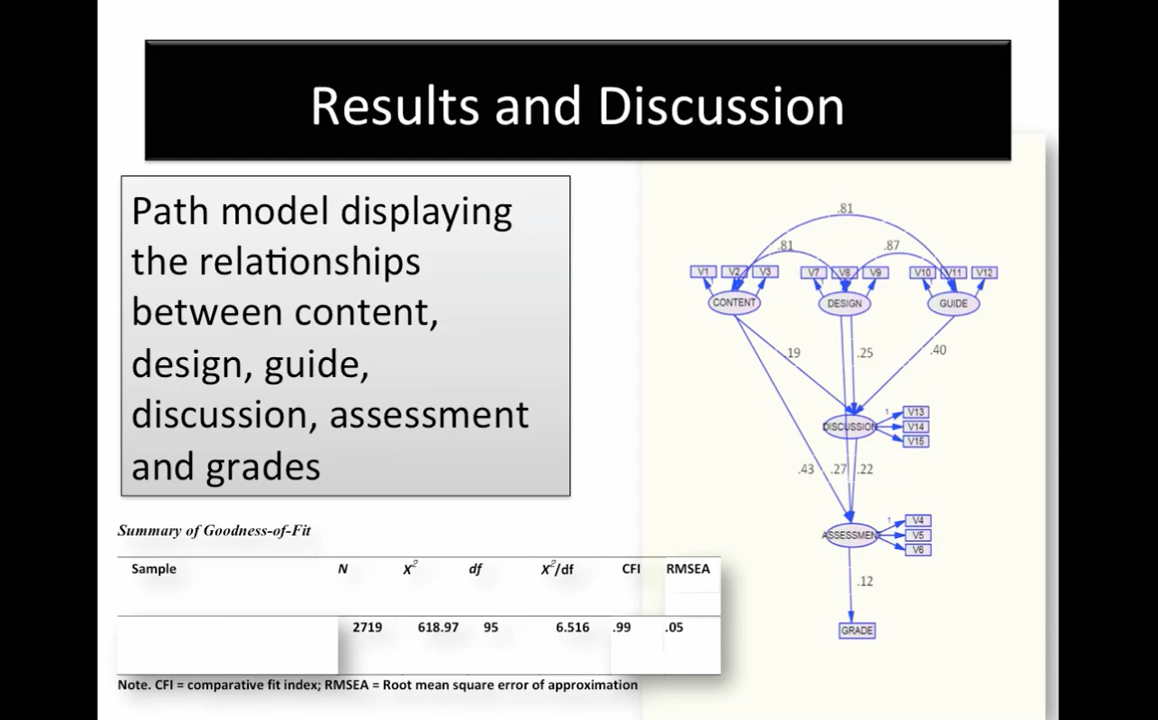 Results and Discussion
Path model displaying
the relationships
between content,
design, guide,
discussion, assessment
and grades
.81
.81 .87
V1 V2 V3 V7 V8 V9 V10 V11 V12
CONTENT DESIGN GUIDE
.19 .25 .40
DISCUSSION
1
V13
V14
V15
.43 .27 .22
ASSESSMENT
1
V4
V5
V6
.12
GRADE
Summary of Goodness-of-Fit
Sample N X² df X²/df CFI RMSEA
2719 618.97 95 6.516 .99 .05
Note. CFI = comparative fit index; RMSEA = Root mean square error of approximation